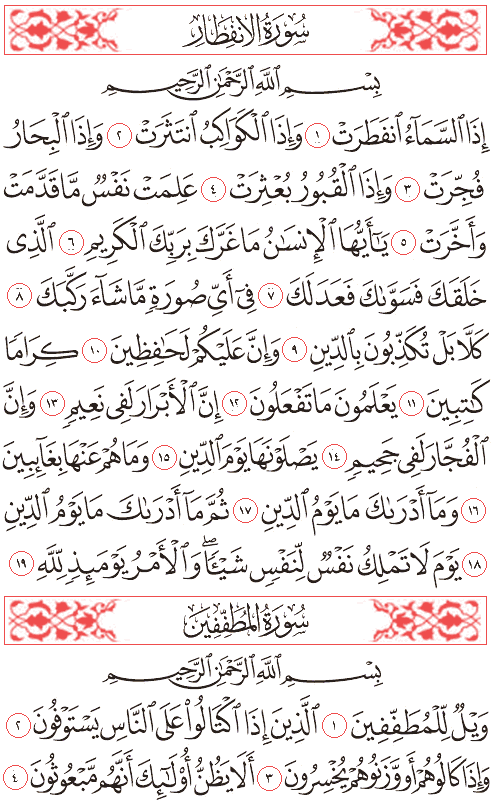 سُورَةُ الانفِطَارِ
بِسْمِ ٱللَّهِ ٱلرَّحْمَٰنِ ٱلرَّحِيمِ
إِذَا ٱلسَّمَآءُ ٱنفَطَرَتْ ١ وَإِذَا ٱلْكَوَاكِبُ ٱنتَثَرَتْ ٢ وَإِذَا ٱلْبِحَارُ
فُجِّرَتْ ٣ وَإِذَا ٱلْقُبُورُ بُعْثِرَتْ ٤ عَلِمَتْ نَفْسٌ مَّا قَدَّمَتْ
وَأَخَّرَتْ ٥ يَٰٓأَيُّهَا ٱلْإِنسَٰنُ مَا غَرَّكَ بِرَبِّكَ ٱلْكَرِيمِ ٦ ٱلَّذِى
خَلَقَكَ فَسَوَّىٰكَ فَعَدَلَكَ ٧ فِىٓ أَىِّ صُورَةٍ مَّا شَآءَ رَكَّبَكَ ٨
كَلَّا بَلْ تُكَذِّبُونَ بِٱلدِّينِ ٩ وَإِنَّ عَلَيْكُمْ لَحَٰفِظِينَ ١٠ كِرَامًا
كَٰتِبِينَ ١١ يَعْلَمُونَ مَا تَفْعَلُونَ ١٢ إِنَّ ٱلْأَبْرَارَ لَفِى نَعِيمٍ ١٣ وَإِنَّ
ٱلْفُجَّارَ لَفِى جَحِيمٍ ١٤ يَصْلَوْنَهَا يَوْمَ ٱلدِّينِ ١٥ وَمَا هُمْ عَنْهَا بِغَآئِبِينَ
١٦ وَمَآ أَدْرَىٰكَ مَا يَوْمُ ٱلدِّينِ ١٧ ثُمَّ مَآ أَدْرَىٰكَ مَا يَوْمُ ٱلدِّينِ
١٨ يَوْمَ لَا تَمْلِكُ نَفْسٌ لِّنَفْسٍ شَيْـًٔا ۖ وَٱلْأَمْرُ يَوْمَئِذٍ لِّلَّهِ ١٩
سُورَةُ المُطَفِّفِينَ
بِسْمِ ٱللَّهِ ٱلرَّحْمَٰنِ ٱلرَّحِيمِ
وَيْلٌ لِّلْمُطَفِّفِينَ ١ ٱلَّذِينَ إِذَا ٱكْتَالُوا۟ عَلَى ٱلنَّاسِ يَسْتَوْفُونَ ٢
وَإِذَا كَالُوهُمْ أَو وَّزَنُوهُمْ يُخْسِرُونَ ٣ أَلَا يَظُنُّ أُو۟لَٰٓئِكَ أَنَّهُم مَّبْعُوثُونَ ٤